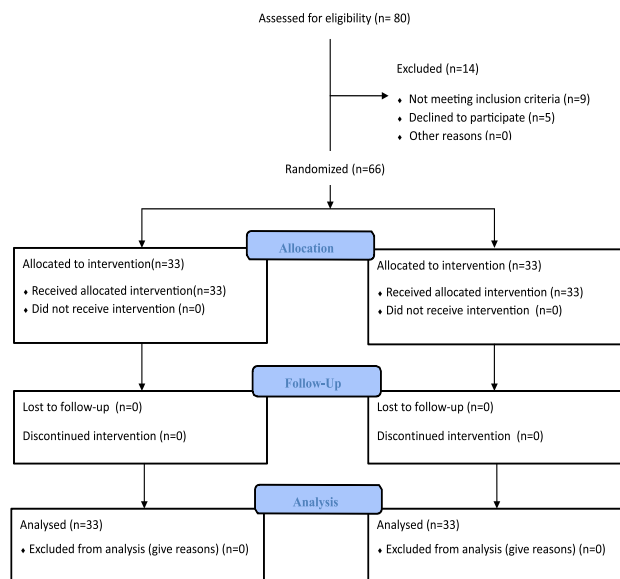 Assessed for eligibility (n= 80)
Excluded (n=14)
♦ Not meeting inclusion criteria (n=9)
♦ Declined to participate (n=5)
♦ Other reasons (n=0)
Randomized (n=66)
Allocation
Allocated to intervention(n=33)
♦ Received allocated intervention(n=33)
♦ Did not receive intervention (n=0)
Allocated to intervention (n=33)
♦ Received allocated intervention (n=33)
♦ Did not receive intervention (n=0)
Follow-Up
Lost to follow-up (n=0)
Discontinued intervention (n=0)
Lost to follow-up (n=0)
Discontinued intervention (n=0)
Analysis
Analysed (n=33)
♦ Excluded from analysis (give reasons) (n=0)
Analysed (n=33)
♦ Excluded from analysis (give reasons) (n=0)